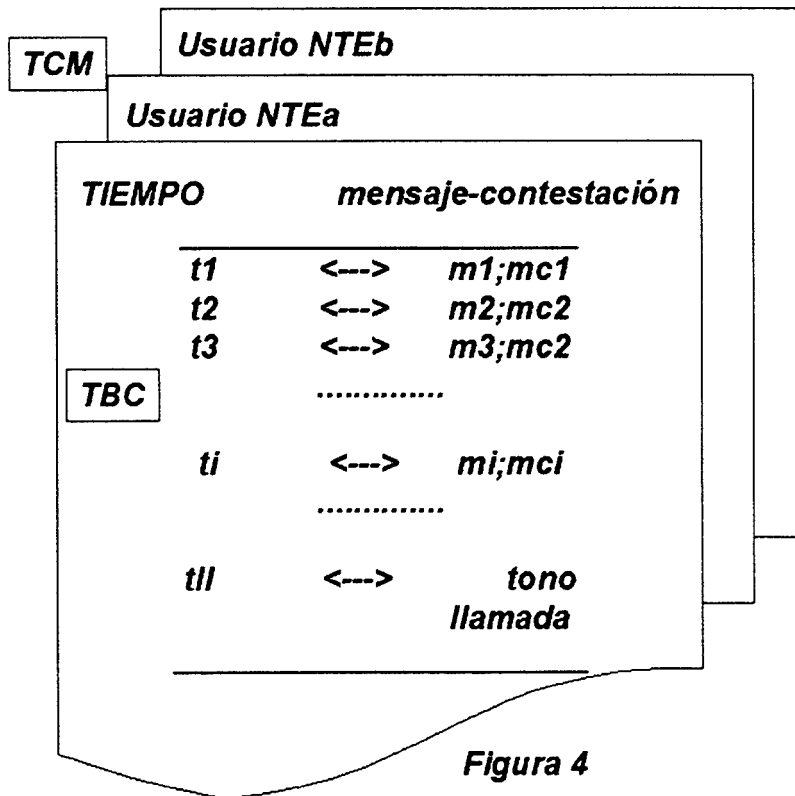 Usuario NTEb
TCM
Usuario NTEa
TIEMPO mensaje-contestación
t1 <---> m1;mc1
t2 <---> m2;mc2
t3 <---> m3;mc2
TBC ...............
ti <---> mi;mci
...............
tll <---> tono
llamada
Figura 4